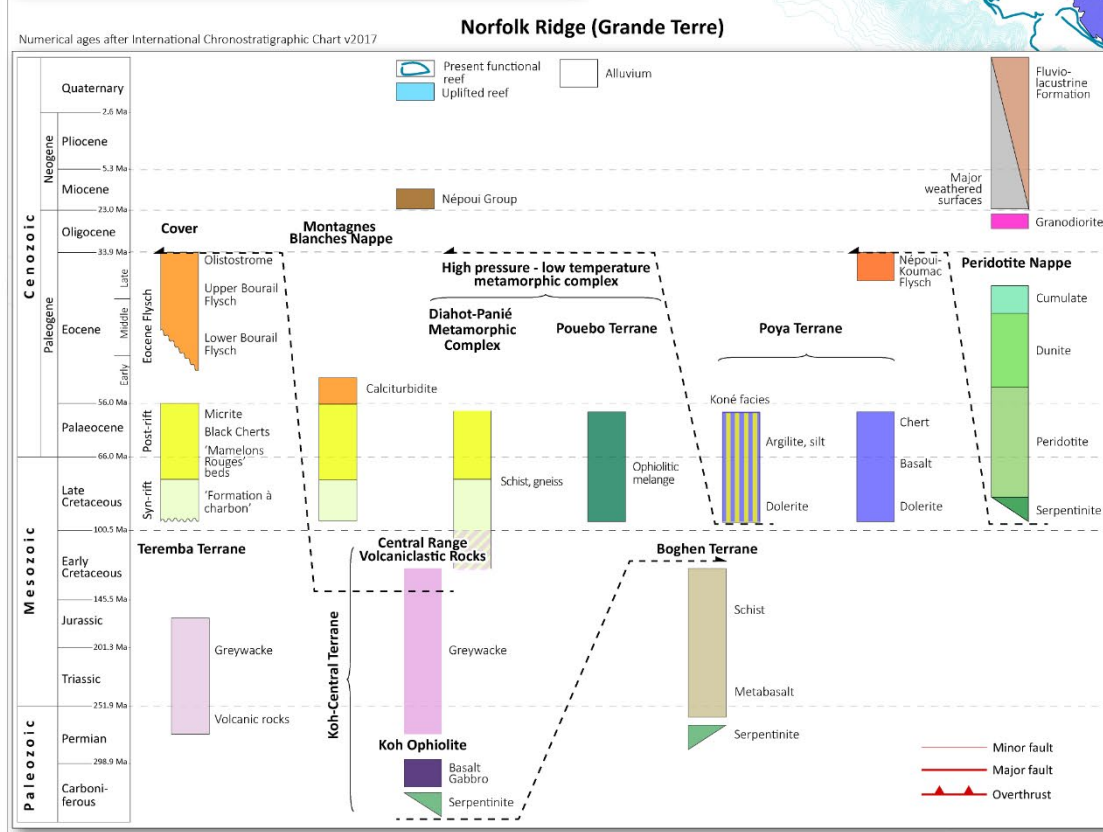 Norfolk Ridge (Grande Terre)
Numerical ages after International Chronostratigraphic Chart v2017
Present functional
reef
Uplifted reef
Alluvium
Fluvio-
lacustrine
Formation
Major
weathered
surfaces
Granodiorite
Népoui Group
Cenozoic
Mesozoic
Paleozoic
Neogene
Paleogene
Quaternary
2.6 Ma
Pliocene
5.3 Ma
Miocene
23.0 Ma
Oligocene
33.9 Ma
Eocene
Late
Middle
Early
56.0 Ma
Palaeocene
66.0 Ma
Late
Cretaceous
100.5 Ma
Early
Cretaceous
145.5 Ma
Jurassic
201.3 Ma
Triassic
251.9 Ma
Permian
298.9 Ma
Carboni-
ferous
Cover
Eocene Flysch
Olistostrome
Upper Bourail
Flysch
Lower Bourail
Flysch
Post-rift
Micrite
Black Cherts
'Mamelons
Rouges'
beds
Syn-rift
'Formation à
charbon'
Montagnes
Blanches Nappe
Calciturbidite
High pressure - low temperature
metamorphic complex
Diahot-Panié
Metamorphic
Complex
Schist, gneiss
Pouebo Terrane
Ophiolitic
melange
Poya Terrane
Koné facies
Argilite, silt
Dolerite
Népoui-
Koumac
Flysch
Chert
Basalt
Dolerite
Peridotite Nappe
Cumulate
Dunite
Peridotite
Serpentinite
Teremba Terrane
Greywacke
Volcanic rocks
Koh-Central Terrane
Central Range
Volcaniclastic Rocks
Greywacke
Koh Ophiolite
Basalt
Gabbro
Serpentinite
Boghen Terrane
Schist
Metabasalt
Serpentinite
Minor fault
Major fault
Overthrust